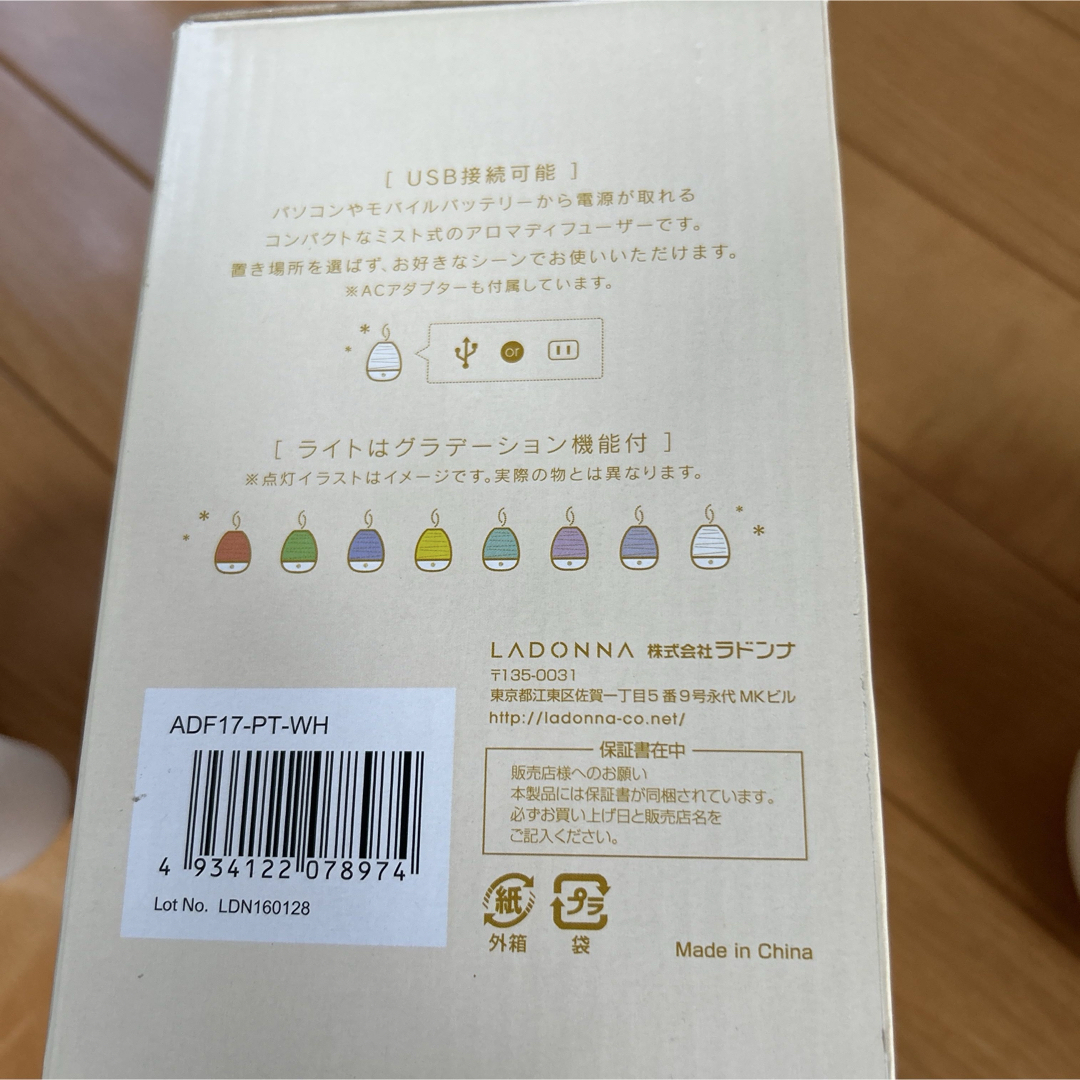 [ USB接続可能 ]
パソコンやモバイルバッテリーから電源が取れる
コンパクトなミスト式のアロマディフューザーです。
置き場所を選ばず、お好きなシーンでお使いいただけます。
※ACアダプターも付属しています。
or
[ ライトはグラデーション機能付 ]
※点灯イラストはイメージです。実際の物とは異なります。
LADONNA 株式会社ラドンナ
〒135-0031
東京都江東区佐賀一丁目5番9号永代MKビル
http://ladonna-co.net/
保証書在中
販売店様へのお願い
本製品には保証書が同梱されています。
必ずお買い上げ日と販売店名を
ご記入ください。
ADF17-PT-WH
4 934122 078974
Lot No. LDN160128
紙 プラ
外箱 袋
Made in China